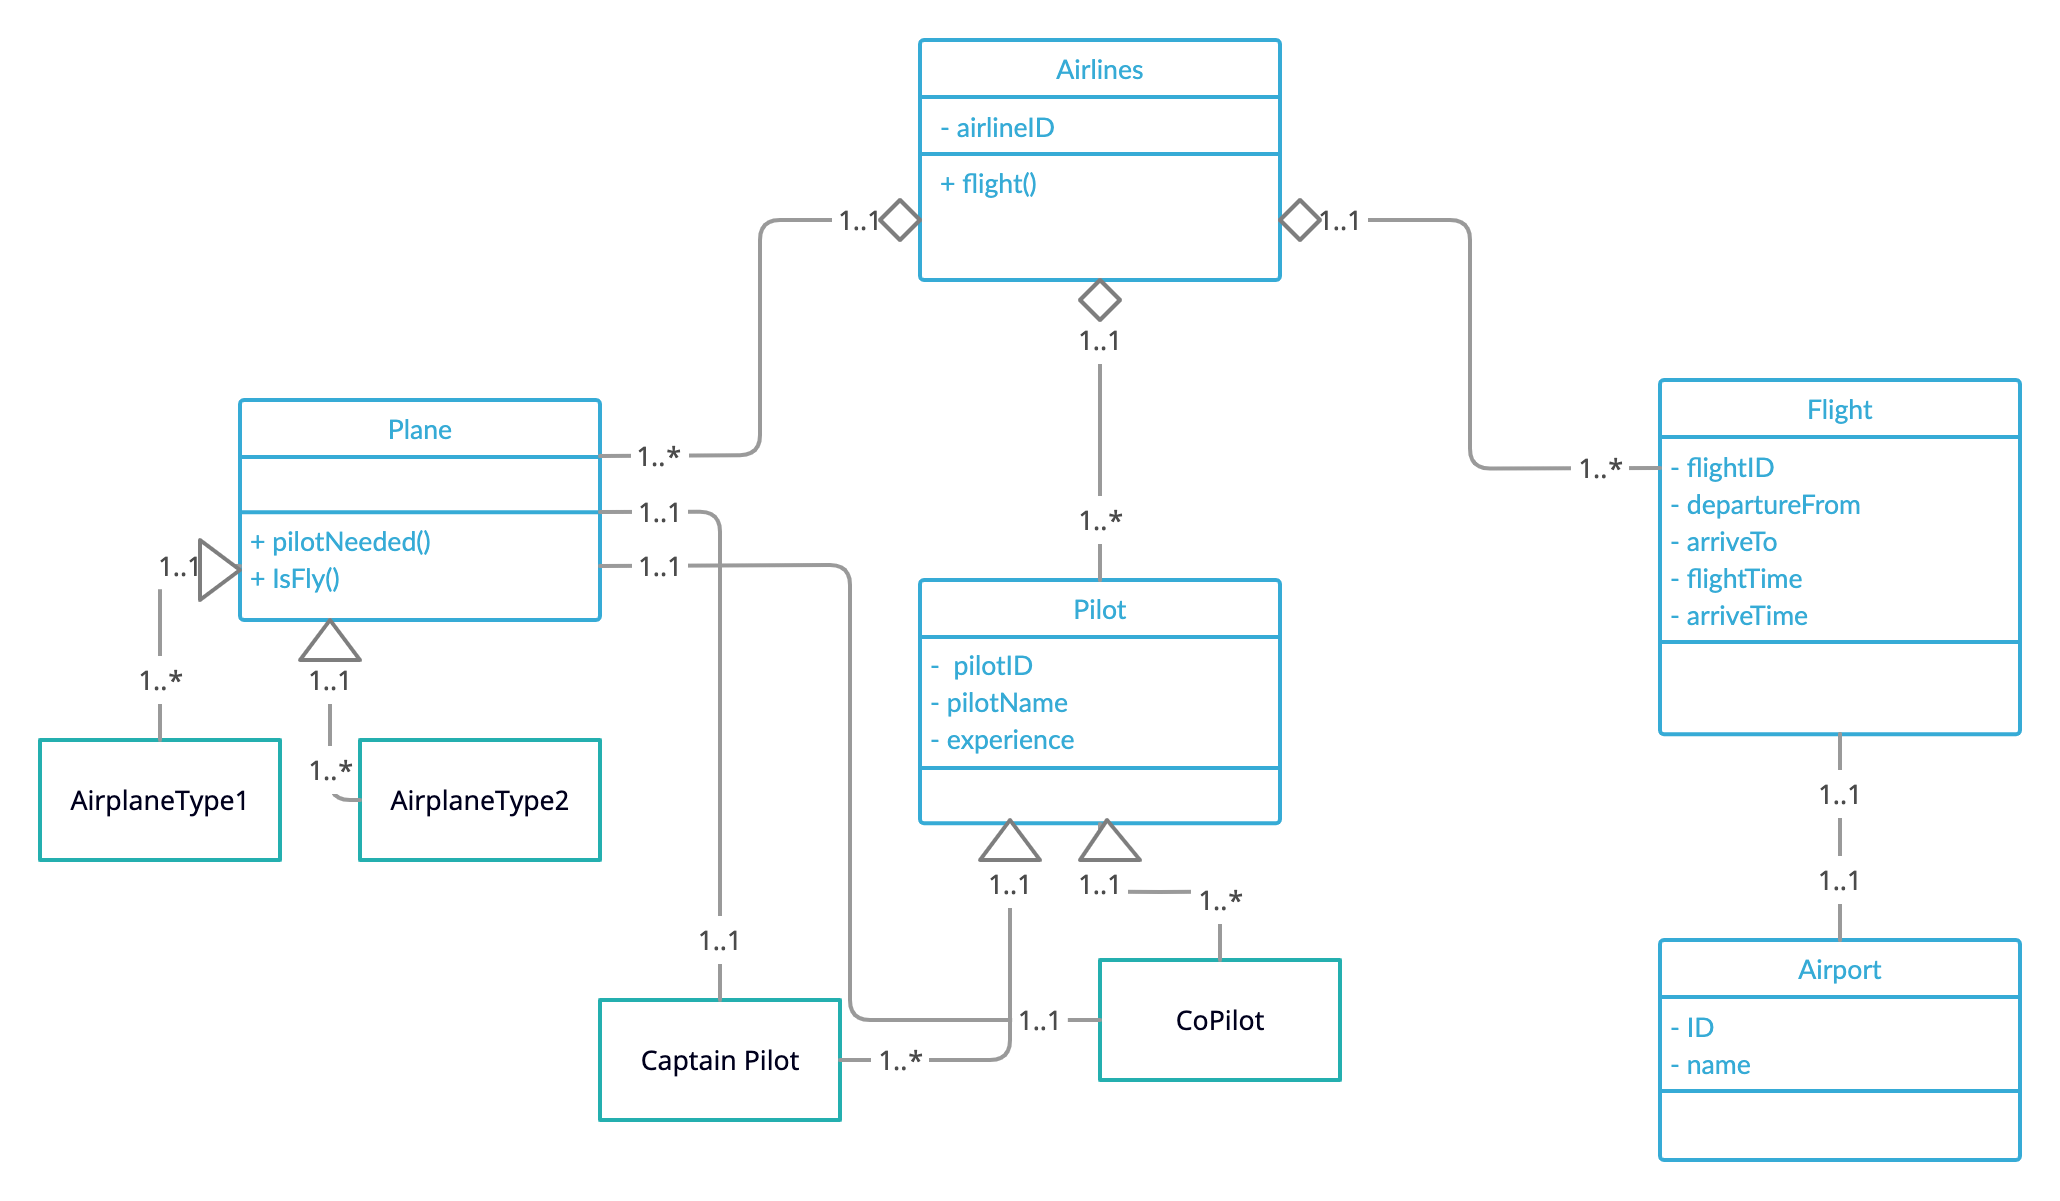 Airlines
- airlineID
+ flight()
1..1
1..1
1..1
Plane
1..*
1..1
+ pilotNeeded()
1..1
+ IsFly()
1..1
1..*
Flight
1..*
- flightID
- departureFrom
- arriveTo
- flightTime
- arriveTime
Pilot
- pilotID
- pilotName
- experience
1..*
1..1
1..*
AirplaneType1
AirplaneType2
1..1
1..1
1..1
1..1
1..*
1..1
1..1
Captain Pilot
1..*
1..1
CoPilot
Airport
- ID
- name